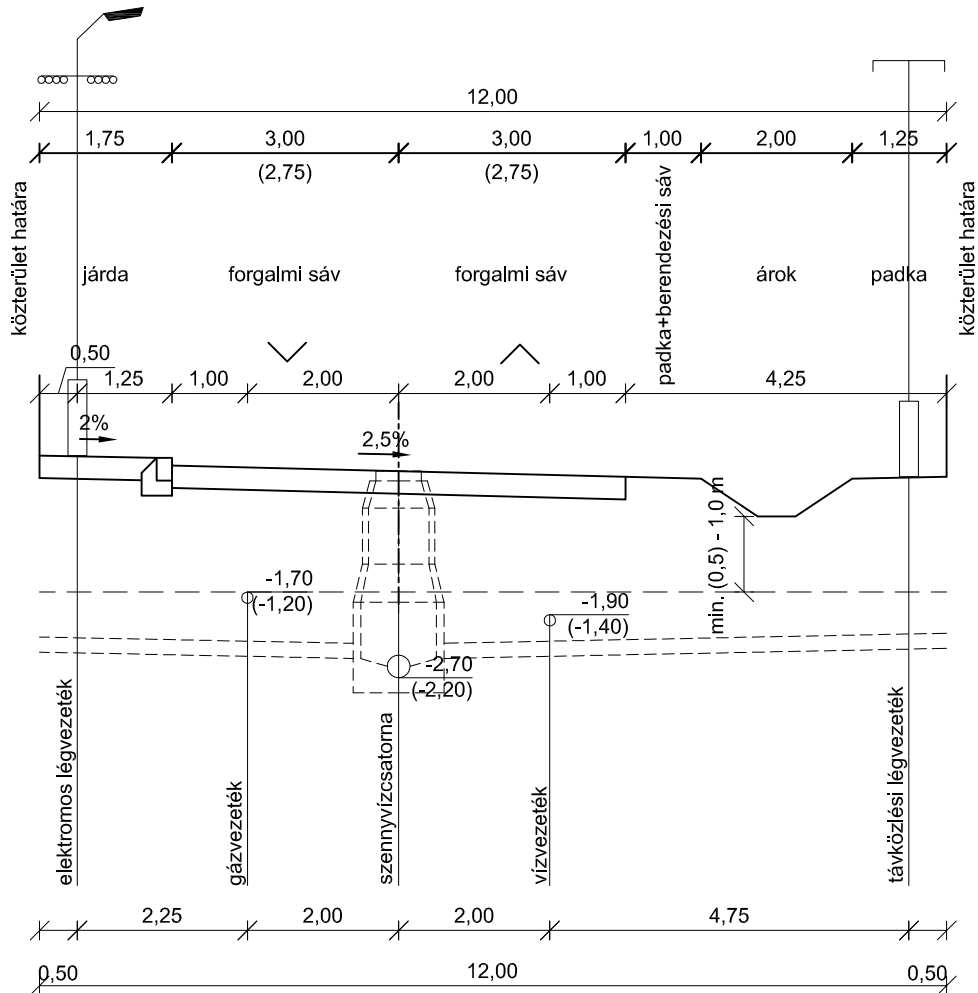 12,00
1,75 3,00 3,00 1,00 2,00 1,25
(2,75) (2,75)
közterület határa
járda
forgalmi sáv
forgalmi sáv
padka+berendezési sáv
árok
padka
közterület határa
0,50
1,25 1,00 2,00 2,00 1,00 4,25
2%
2,5%
min. (0,5) - 1,0 m
-1,70
(-1,20)
-1,90
(-1,40)
-2,70
(-2,20)
elektromos légvezeték
gázvezeték
szennyvízcsatorna
vízvezeték
távközlési légvezeték
2,25 2,00 2,00 4,75
0,50 12,00 0,50